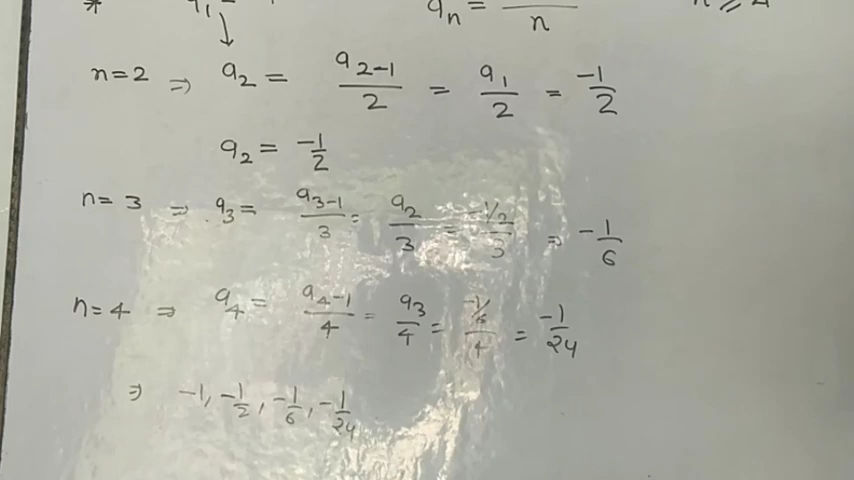 * a₁ =
aₙ = — / n
n=2 ⇒ a₂ = a₂₋₁/2 = a₁/2 = -1/2
a₂ = -1/2
n=3 ⇒ a₃ = a₃₋₁/3 = a₂/3 = -1/2/3 ⇒ -1/6
n=4 ⇒ a₄ = a₄₋₁/4 = a₃/4 = -1/6/4 = -1/24
⇒ -1, -1/2, -1/6, -1/24